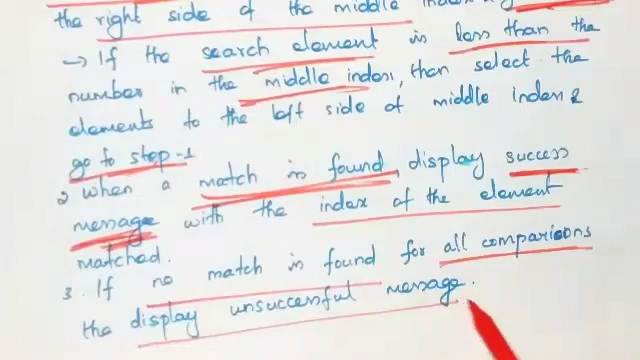 the right side of the middle index
→ If the search element is less than the
number in the middle index, then select the
elements to the left side of middle index &
go to step-1
2 When a match is found, display success
message with the index of the element
matched.
3. If no match is found for all comparisons
the display unsuccessful message.